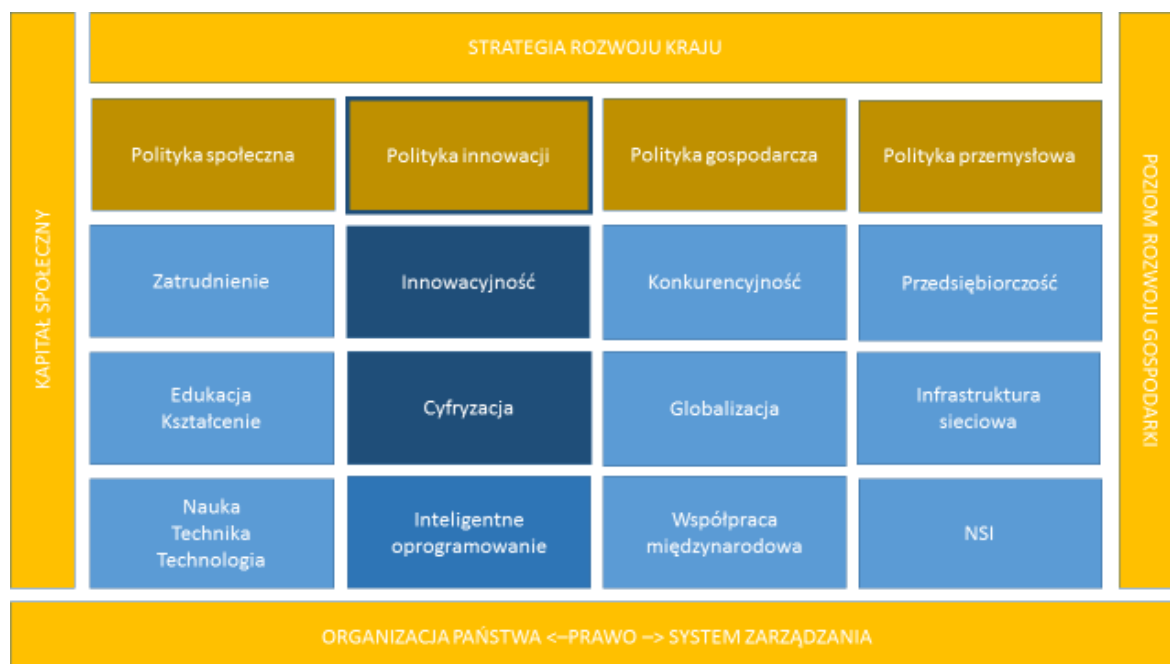 STRATEGIA ROZWOJU KRAJU
KAPITAŁ SPOŁECZNY
Polityka społeczna
Polityka innowacji
Polityka gospodarcza
Polityka przemysłowa
Zatrudnienie
Innowacyjność
Konkurencyjność
Przedsiębiorczość
Edukacja
Kształcenie
Cyfryzacja
Globalizacja
Infrastruktura
sieciowa
Nauka
Technika
Technologia
Inteligentne
oprogramowanie
Współpraca
międzynarodowa
NSI
POZIOM ROZWOJU GOSPODARKI
ORGANIZACJA PAŃSTWA <–PRAWO –> SYSTEM ZARZĄDZANIA